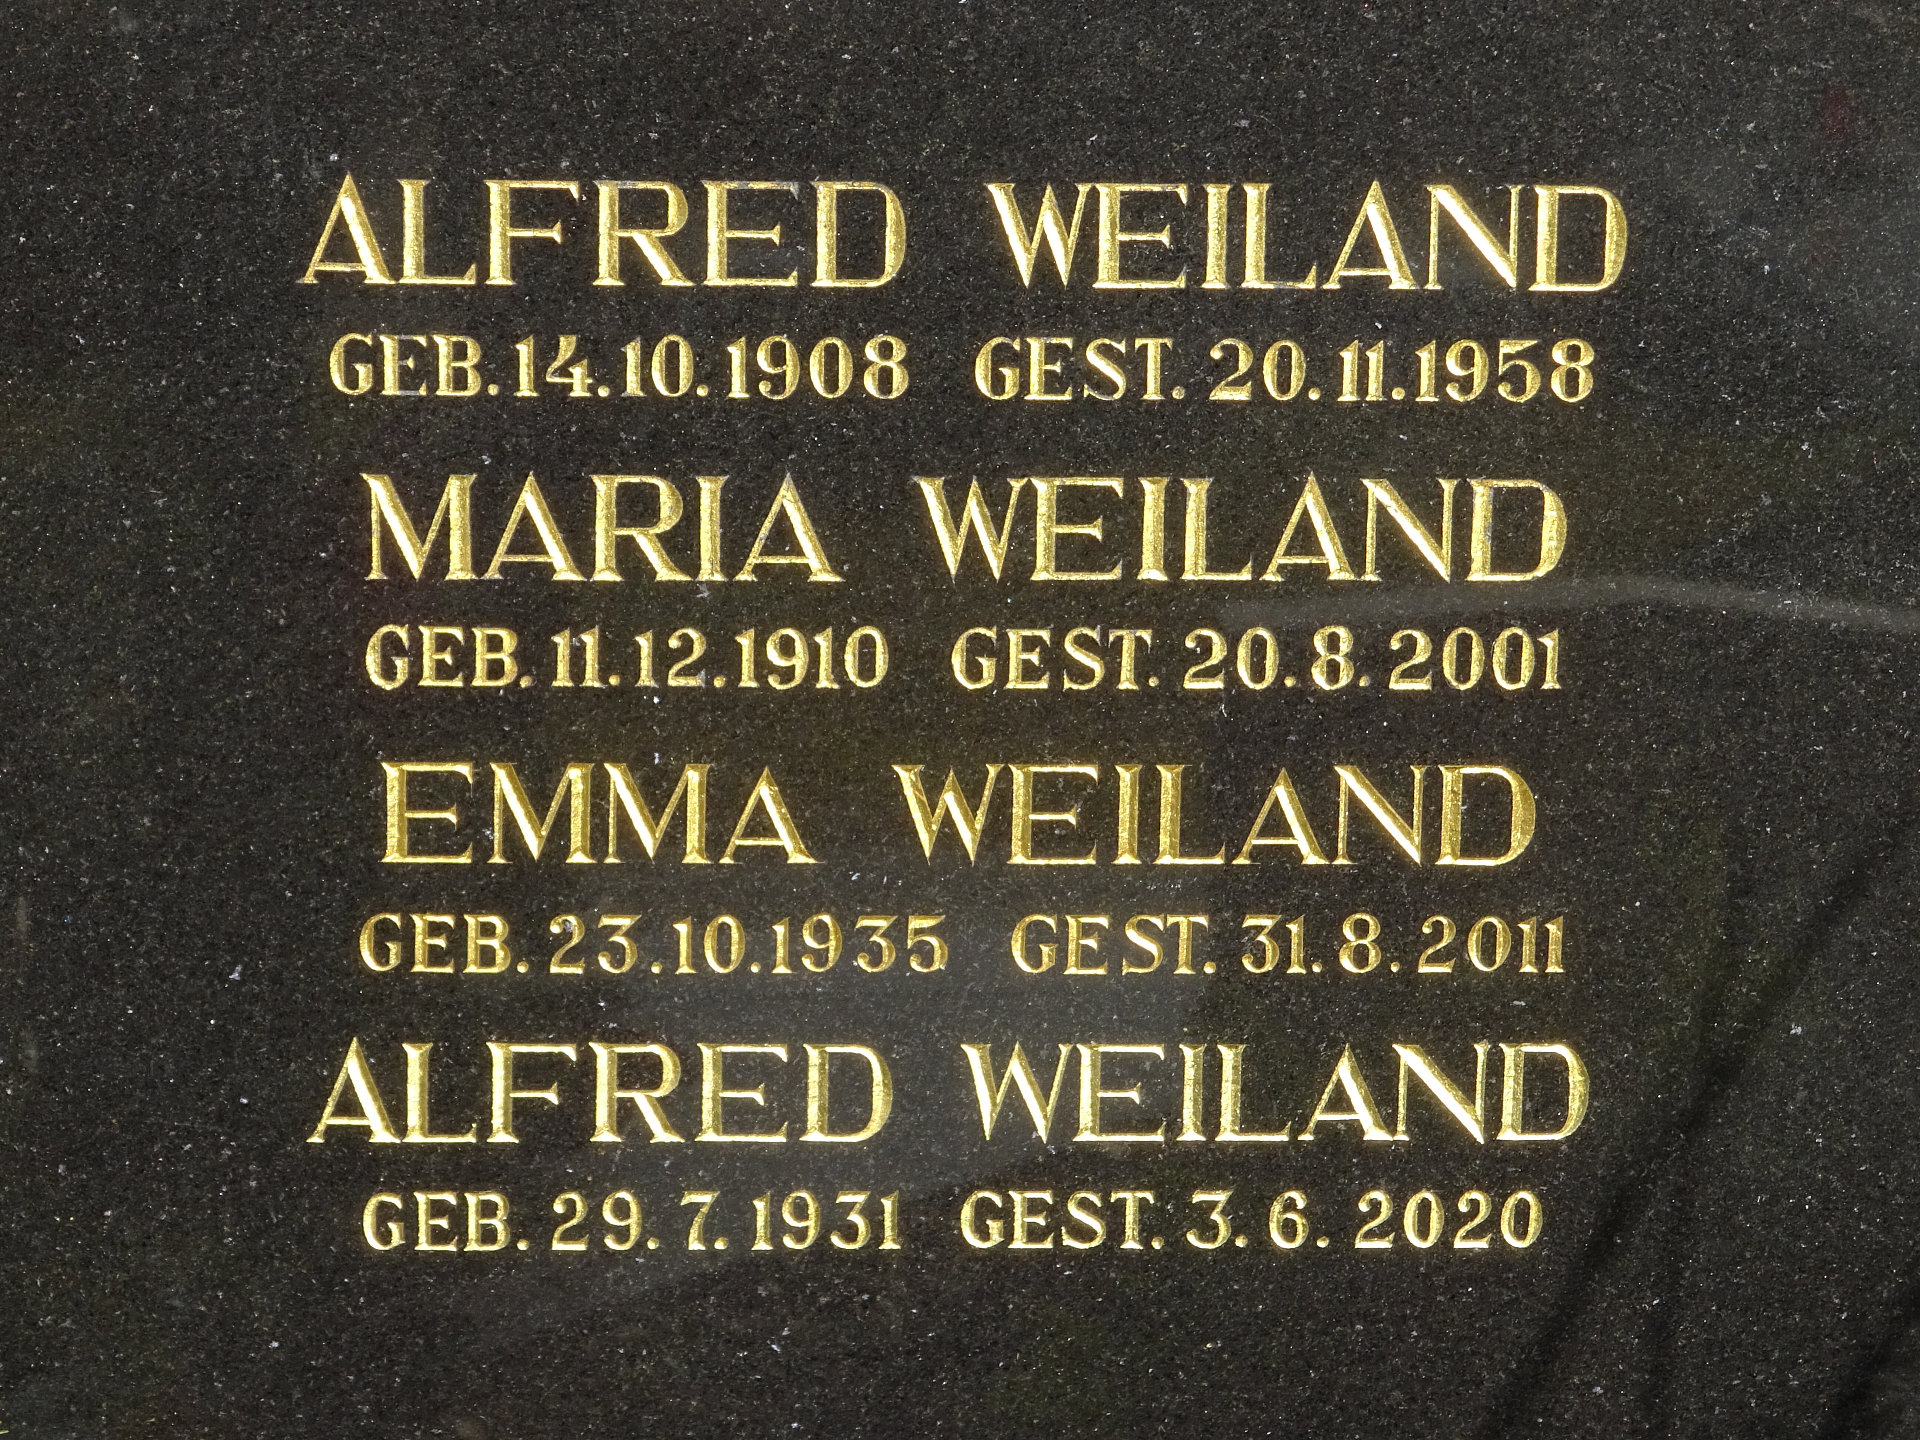 ALFRED WEILAND
GEB. 14.10.1908 GEST. 20.11.1958
MARIA WEILAND
GEB. 11.12.1910 GEST. 20.8.2001
EMMA WEILAND
GEB. 23.10.1935 GEST. 31.8.2011
ALFRED WEILAND
GEB. 29.7.1931 GEST. 3.6.2020